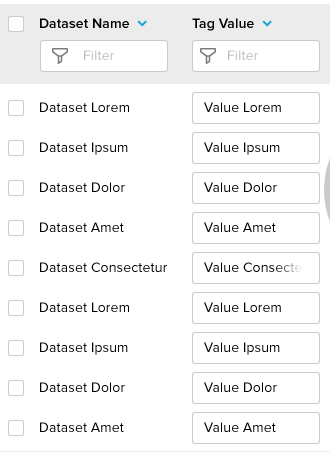 Dataset Name Tag Value
Filter Filter
Dataset Lorem Value Lorem
Dataset Ipsum Value Ipsum
Dataset Dolor Value Dolor
Dataset Amet Value Amet
Dataset Consectetur Value Consecte
Dataset Lorem Value Lorem
Dataset Ipsum Value Ipsum
Dataset Dolor Value Dolor
Dataset Amet Value Amet